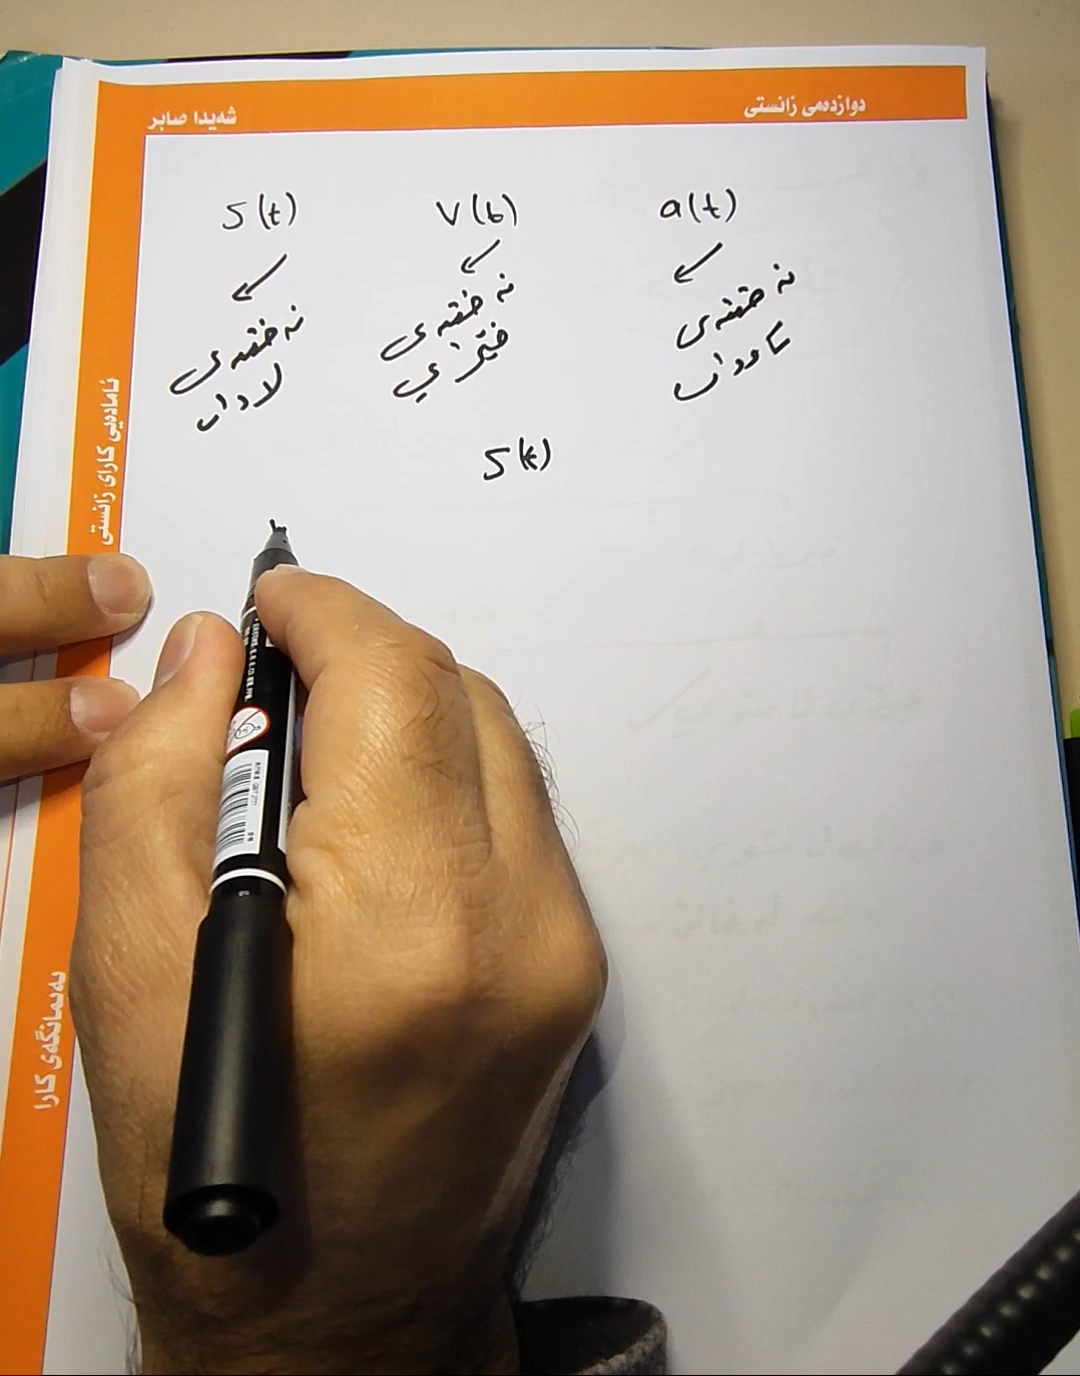 دوازدەمی زانستی
شەیدا صابر
S(t)
V(t)
a(t)
نەخشەی
لادان
نەخشەی
خێرایی
نەخشەی
تاودان
S(t)
ئامادەیی کارای زانستی
پەیمانگەی کارا